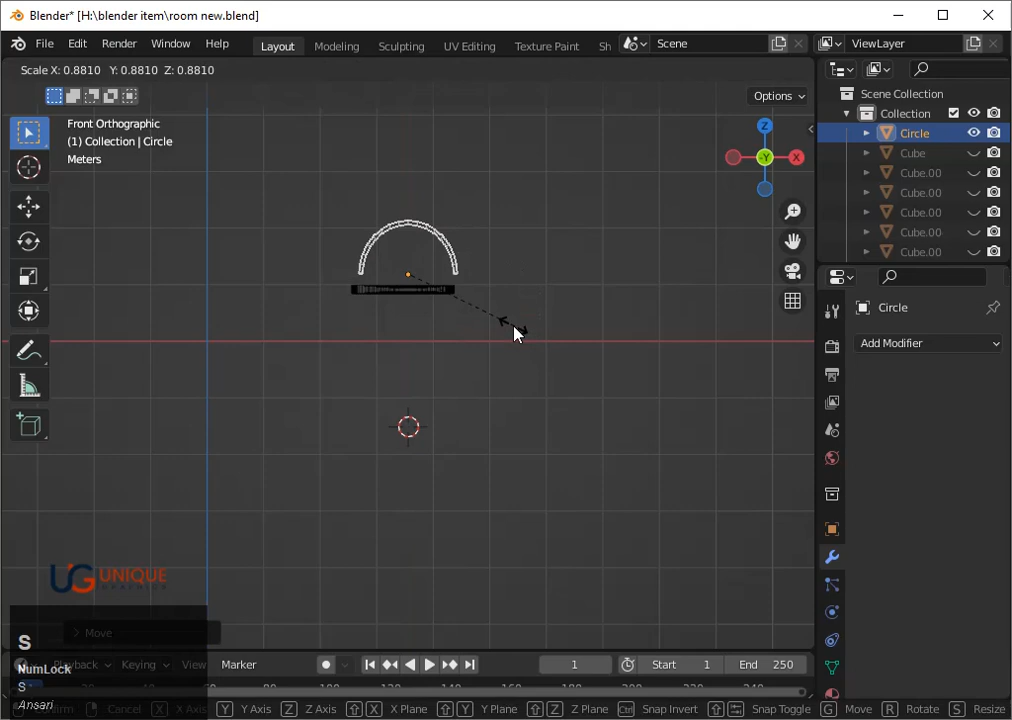 Blender* [H:\blender item\room new.blend]
File Edit Render Window Help Layout Modeling Sculpting UV Editing Texture Paint Sh Scene ViewLayer
Scale X: 0.8810 Y: 0.8810 Z: 0.8810
Options
Scene Collection
Collection
Circle
Cube
Cube.00
Cube.00
Cube.00
Cube.00
Cube.00
Front Orthographic
(1) Collection | Circle
Meters
Z
-Y
X
Circle
Add Modifier
UG UNIQUE
Move
S
NumLock
S
Ansari
Playback Keying View Marker 1 Start 1 End 250
Cancel X Axis Y Y Axis Z Z Axis X X Plane Y Y Plane Z Z Plane Ctrl Snap Invert Snap Toggle G Move R Rotate S Resize